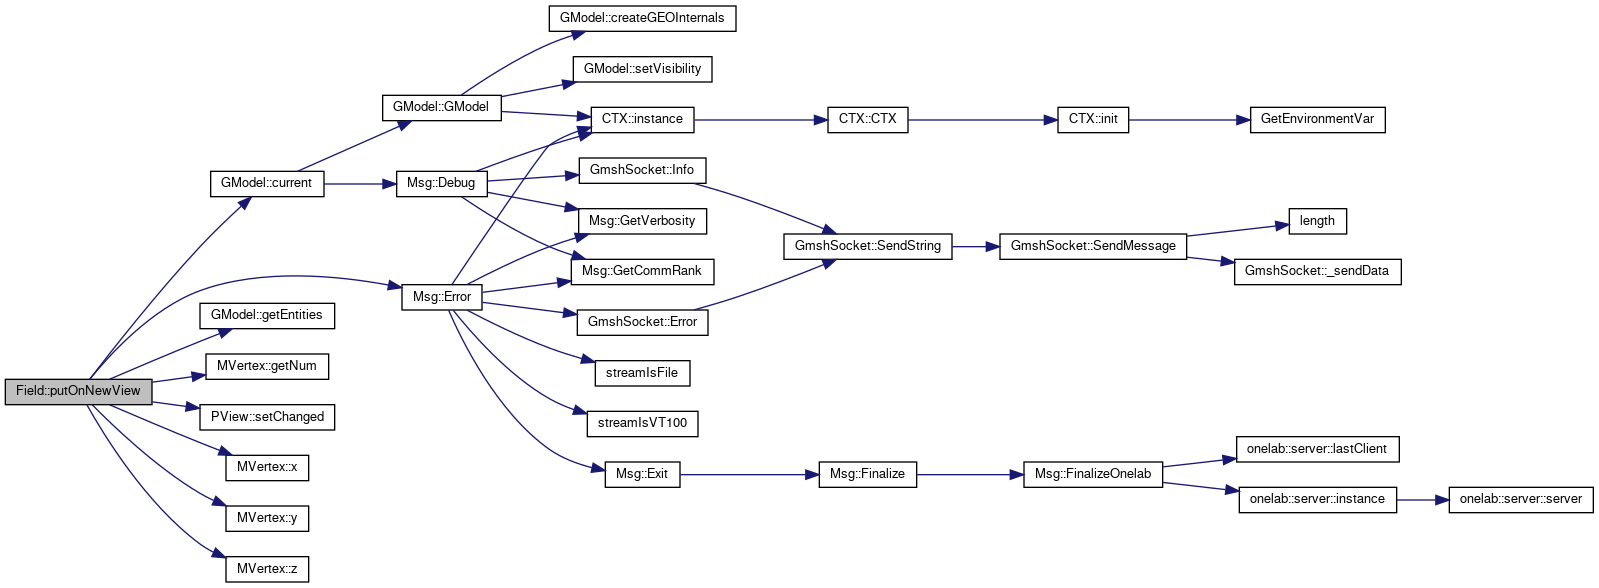 GModel::createGEOInternals
GModel::setVisibility
GModel::GModel
CTX::instance
CTX::CTX
CTX::init
GetEnvironmentVar
GModel::current
Msg::Debug
GmshSocket::Info
Msg::GetVerbosity
length
GmshSocket::SendString
GmshSocket::SendMessage
Msg::GetCommRank
GmshSocket::_sendData
Msg::Error
GModel::getEntities
GmshSocket::Error
MVertex::getNum
streamIsFile
Field::putOnNewView
PView::setChanged
streamIsVT100
onelab::server::lastClient
MVertex::x
Msg::Exit
Msg::Finalize
Msg::FinalizeOnelab
onelab::server::instance
onelab::server::server
MVertex::y
MVertex::z